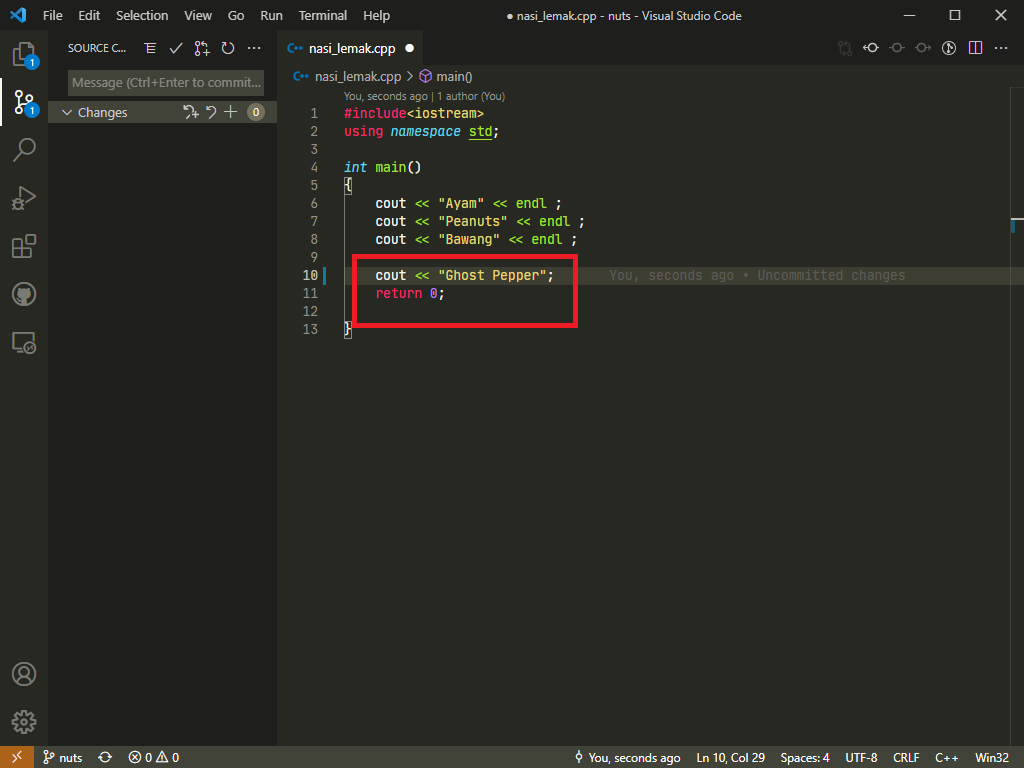 File Edit Selection View Go Run Terminal Help
● nasi_lemak.cpp - nuts - Visual Studio Code
SOURCE C...
nasi_lemak.cpp ●
Message (Ctrl+Enter to commit...
nasi_lemak.cpp > main()
Changes 0
1
1
You, seconds ago | 1 author (You)
1 #include<iostream>
2 using namespace std;
3
4 int main()
5 {
6 cout << "Ayam" << endl ;
7 cout << "Peanuts" << endl ;
8 cout << "Bawang" << endl ;
9
10 cout << "Ghost Pepper"; You, seconds ago • Uncommitted changes
11 return 0;
12
13 }
nuts 0 0 You, seconds ago Ln 10, Col 29 Spaces: 4 UTF-8 CRLF C++ Win32